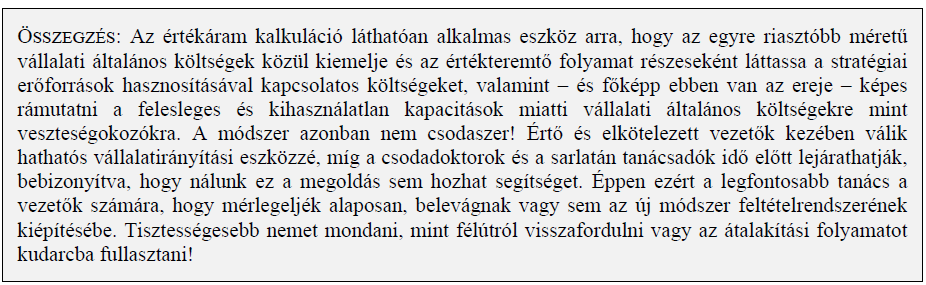 ÖSSZEGZÉS: Az értékáram kalkuláció láthatóan alkalmas eszköz arra, hogy az egyre riasztóbb méretű
vállalati általános költségek közül kiemelje és az értékteremtő folyamat részeseként láttassa a stratégiai
erőforrások hasznosításával kapcsolatos költségeket, valamint – és főképp ebben van az ereje – képes
rámutatni a felesleges és kihasználatlan kapacitások miatti vállalati általános költségekre mint
veszteségokozókra. A módszer azonban nem csodaszer! Értő és elkötelezett vezetők kezében válik
hathatós vállalatirányítási eszközzé, míg a csodadoktorok és a sarlatán tanácsadók idő előtt lejárathatják,
bebizonyítva, hogy nálunk ez a megoldás sem hozhat segítséget. Éppen ezért a legfontosabb tanács a
vezetők számára, hogy mérlegeljék alaposan, belevágnak vagy sem az új módszer feltételrendszerének
kiépítésébe. Tisztességesebb nemet mondani, mint félútról visszafordulni vagy az átalakítási folyamatot
kudarcba fullasztani!